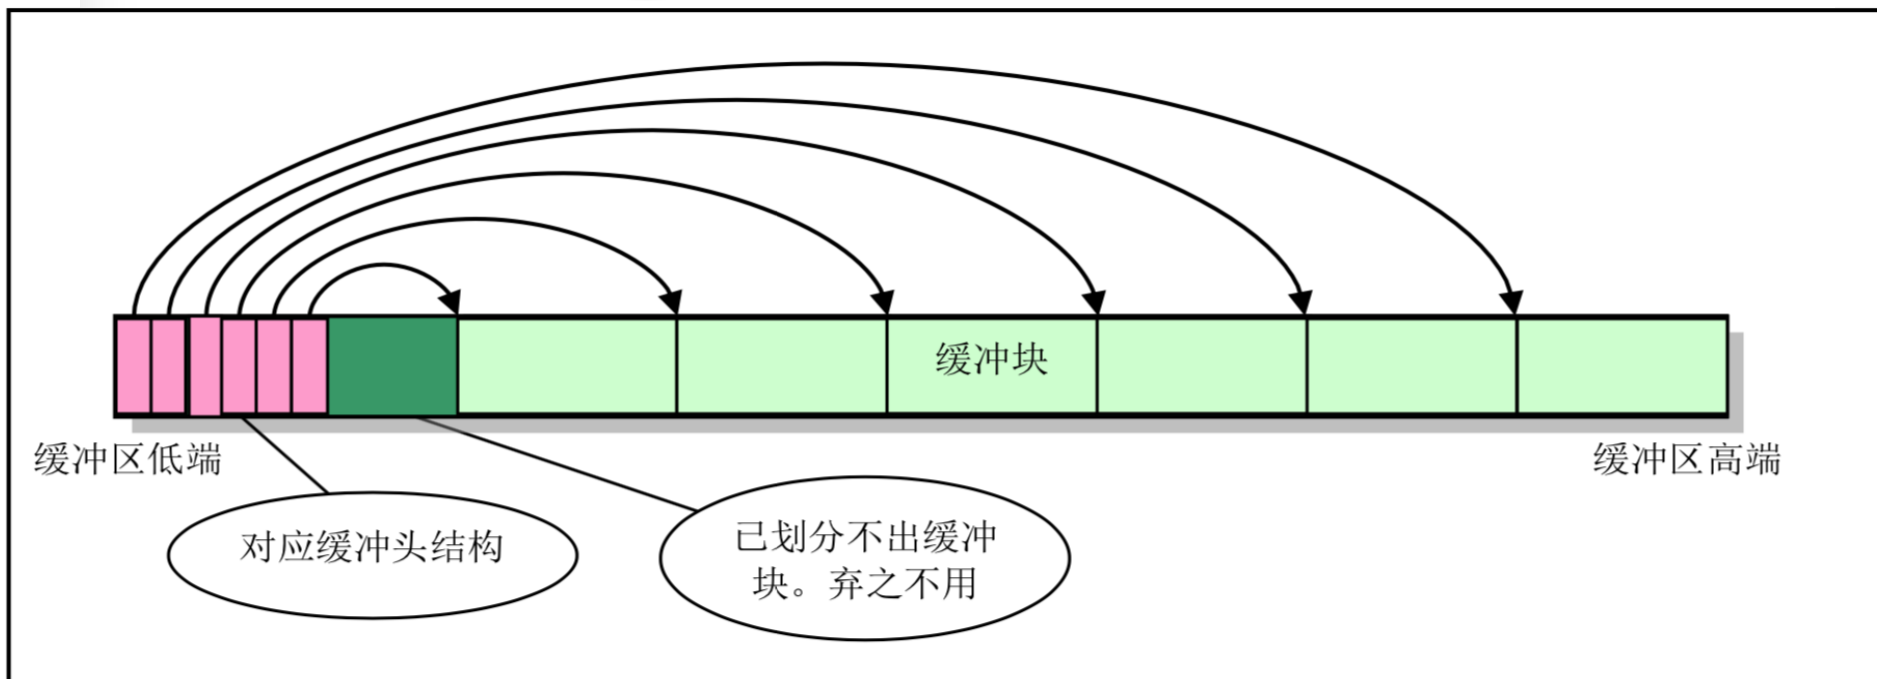 缓冲块
缓冲区低端
缓冲区高端
对应缓冲头结构
已划分不出缓冲
块。弃之不用